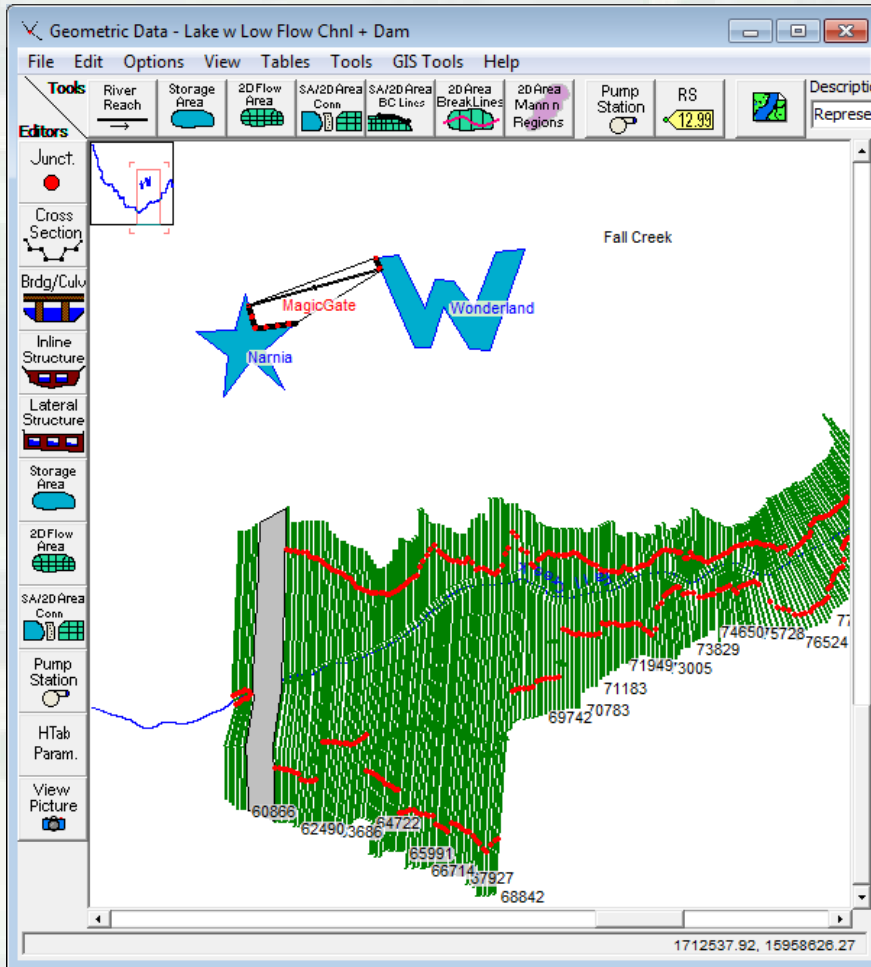 Geometric Data - Lake w Low Flow Chnl + Dam
File Edit Options View Tables Tools GIS Tools Help
Tools
Editors
River
Reach
Storage
Area
2D Flow
Area
SA/2D Area
Conn
SA/2D Area
BC Lines
2D Area
BreakLines
2D Area
Mann n
Regions
Pump
Station
RS
12.99
Descripti
Represe
Junct.
Cross
Section
Brdg/Culv
Inline
Structure
Lateral
Structure
Storage
Area
2D Flow
Area
SA/2D Area
Conn
Pump
Station
HTab
Param.
View
Picture
Fall Creek
MagicGate
Wonderland
Narnia
77
76524
75728
74650
73829
73005
71949
71183
70783
69742
60866
62490
3686
64722
65991
66714
67927
68842
1712537.92, 15958626.27